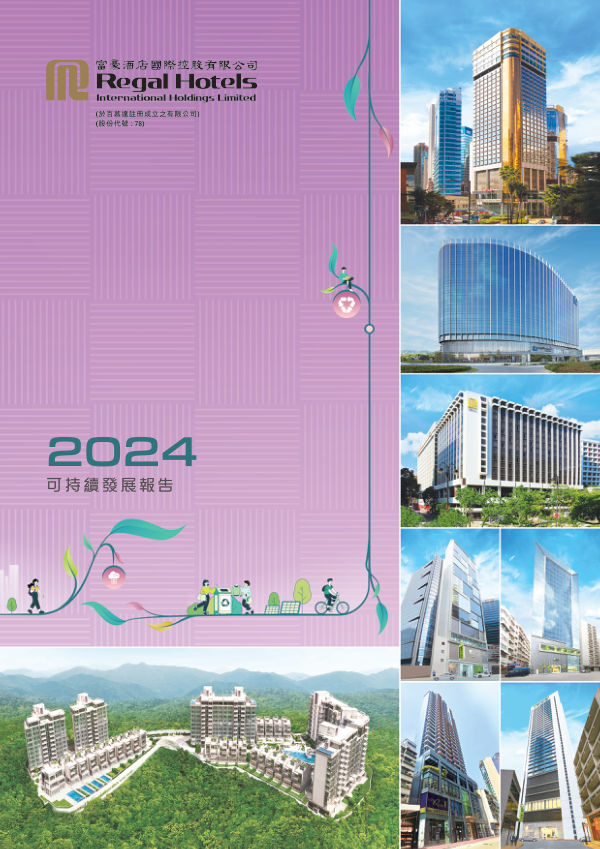 富豪酒店國際控股有限公司
Regal Hotels
International Holdings Limited
(於百慕達註冊成立之有限公司)
(股份代號 : 78)
2024
可持續發展報告